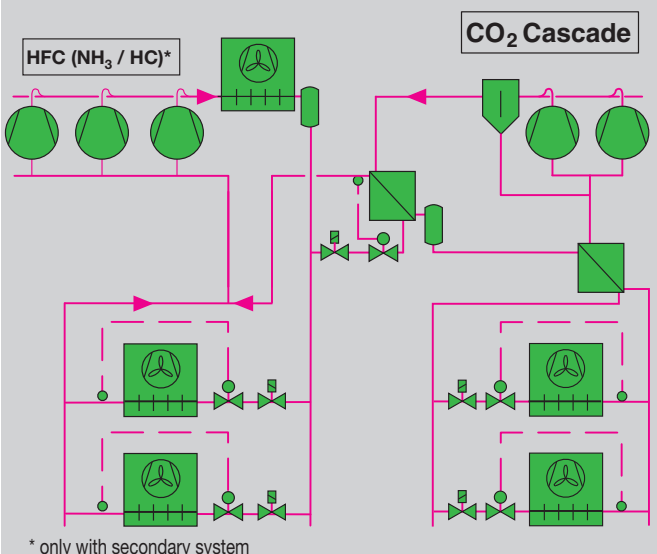 HFC (NH₃ / HC)*
CO₂ Cascade
* only with secondary system